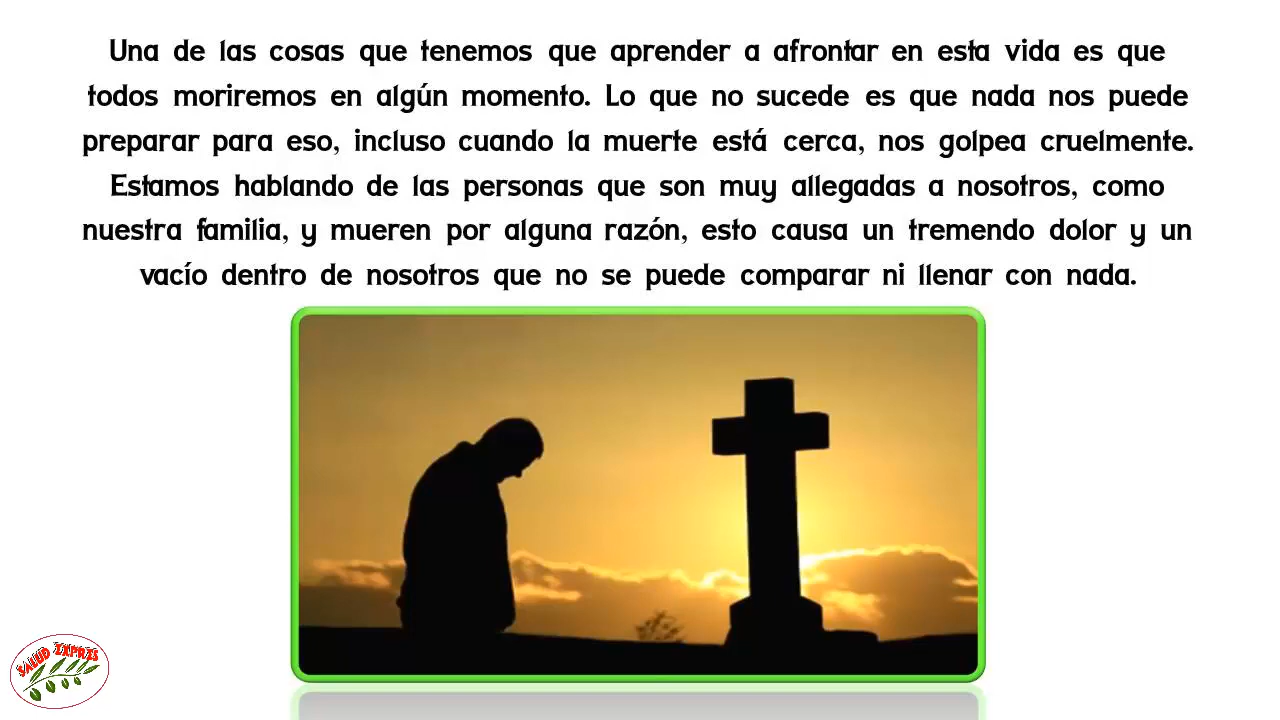 Una de las cosas que tenemos que aprender a afrontar en esta vida es que
todos moriremos en algún momento. Lo que no sucede es que nada nos puede
preparar para eso, incluso cuando la muerte está cerca, nos golpea cruelmente.
Estamos hablando de las personas que son muy allegadas a nosotros, como
nuestra familia, y mueren por alguna razón, esto causa un tremendo dolor y un
vacío dentro de nosotros que no se puede comparar ni llenar con nada.
SALUD EXPRIS